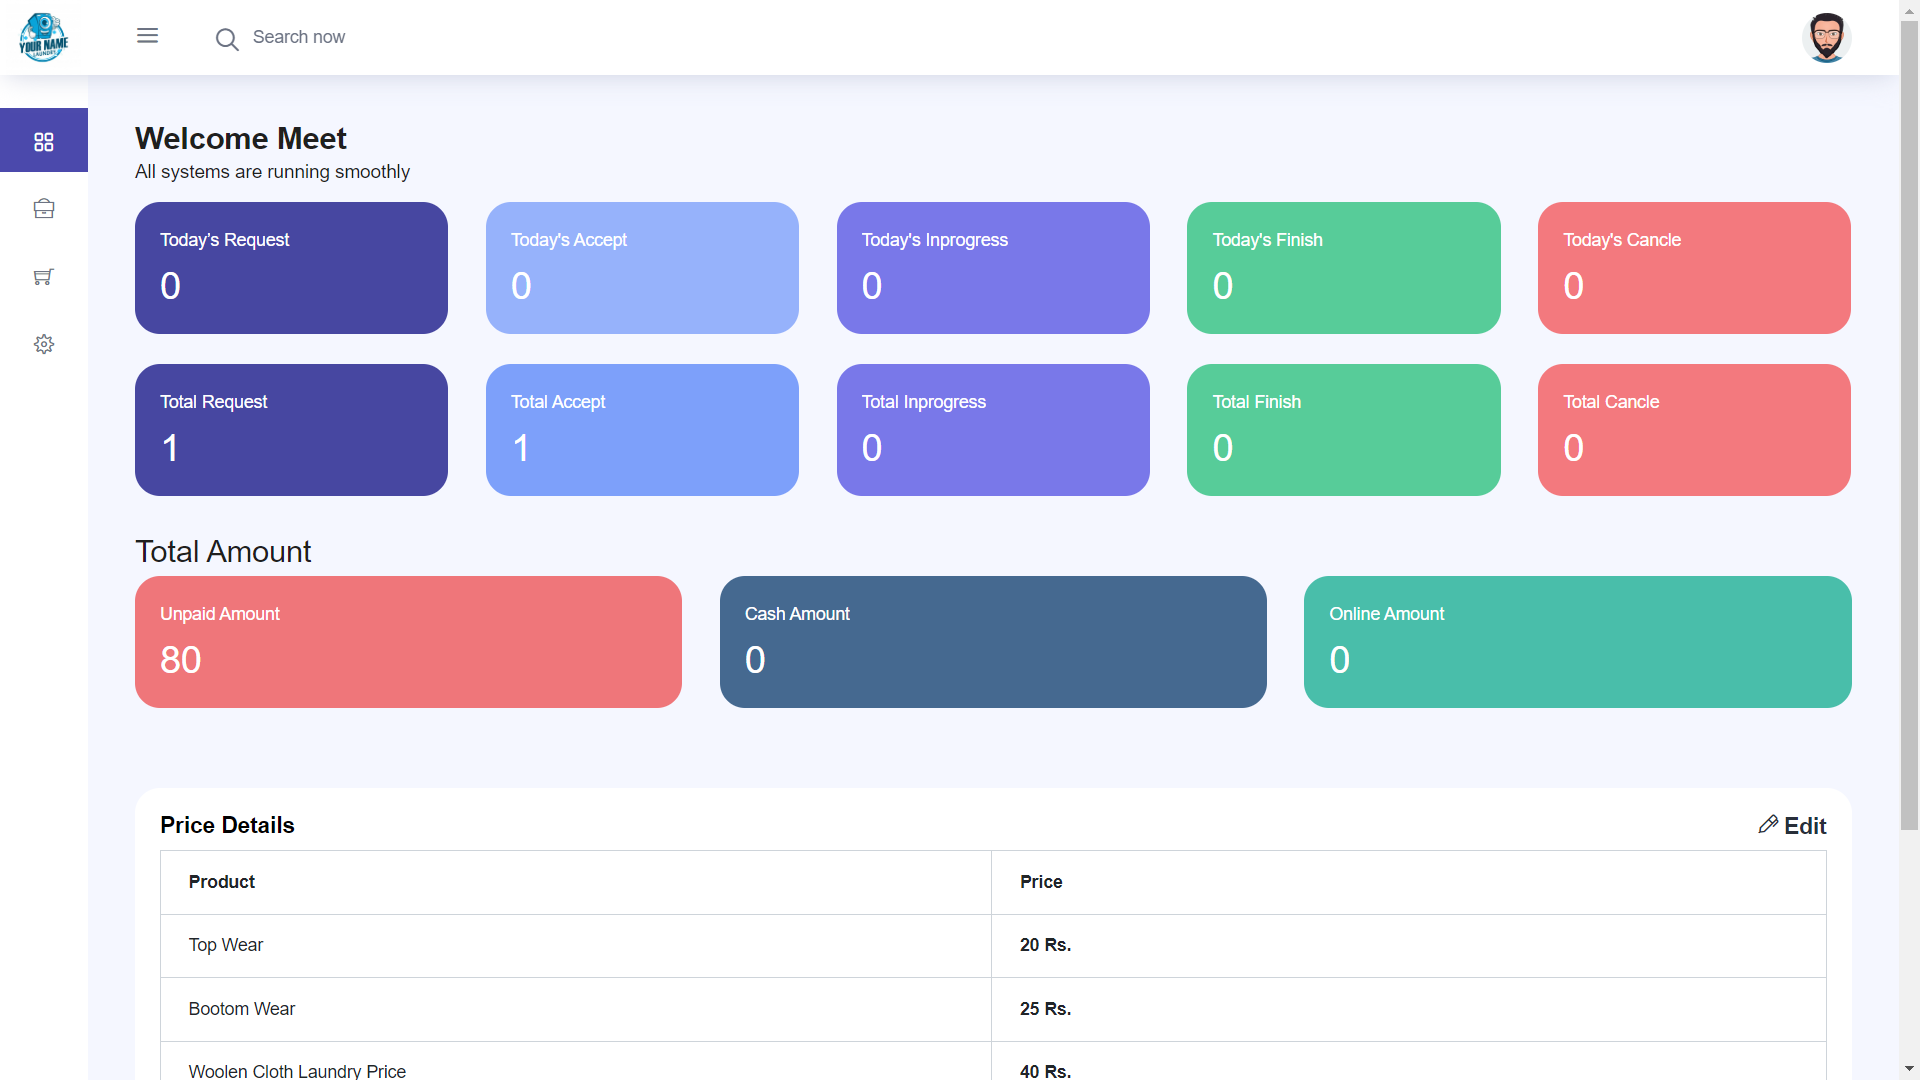 YOUR NAME
LAUNDRY
Search now
Welcome Meet
All systems are running smoothly
Today's Request
0
Today's Accept
0
Today's Inprogress
0
Today's Finish
0
Today's Cancle
0
Total Request
1
Total Accept
1
Total Inprogress
0
Total Finish
0
Total Cancle
0
Total Amount
Unpaid Amount
80
Cash Amount
0
Online Amount
0
Price Details
Edit
Product Price
Top Wear 20 Rs.
Bootom Wear 25 Rs.
Woolen Cloth Laundry Price 40 Rs.